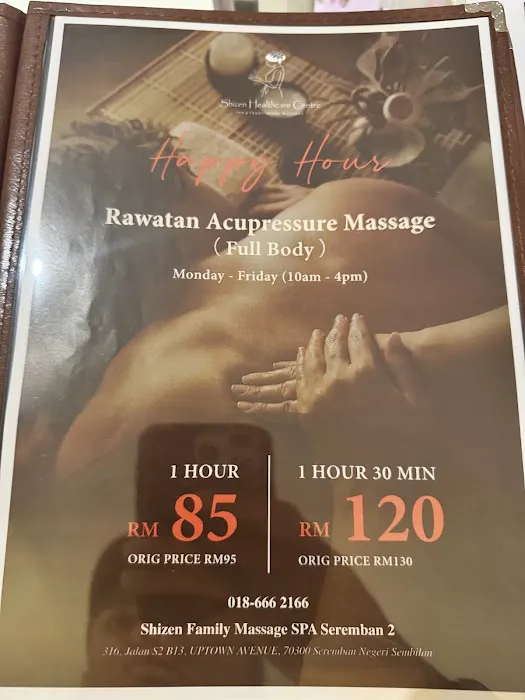 Shizen Healthcare Centre
Happy Hour
Rawatan Acupressure Massage
( Full Body )
Monday - Friday (10am - 4pm)
1 HOUR
RM 85
ORIG PRICE RM95
1 HOUR 30 MIN
RM 120
ORIG PRICE RM130
018-666 2166
Shizen Family Massage SPA Seremban 2
316, Jalan S2 B13, UPTOWN AVENUE, 70300 Seremban Negeri Sembilan